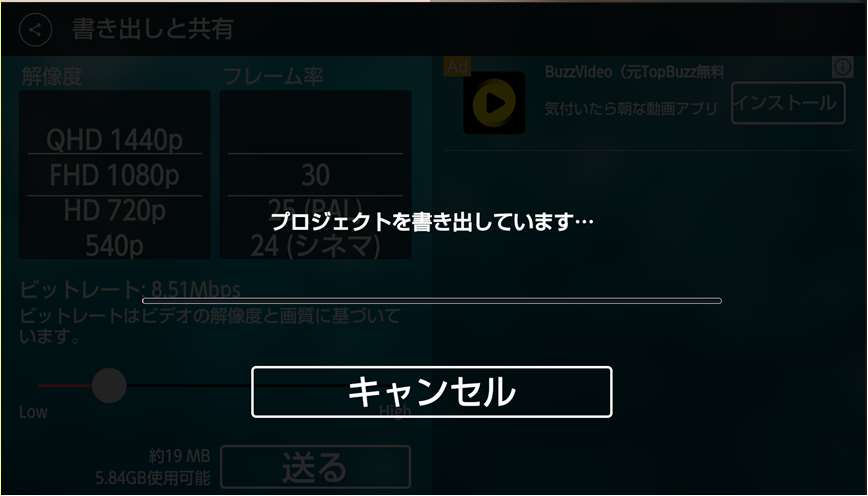 書き出しと共有
解像度
フレーム率
QHD 1440p
FHD 1080p
HD 720p
540p
30
25 (PAL)
24 (シネマ)
ビットレート: 8.51Mbps
ビットレートはビデオの解像度と画質に基づいて
います。
Low
High
約19 MB
5.84GB使用可能
送る
Ad
BuzzVideo（元TopBuzz無料
気付いたら朝な動画アプリ
インストール
プロジェクトを書き出しています…
キャンセル